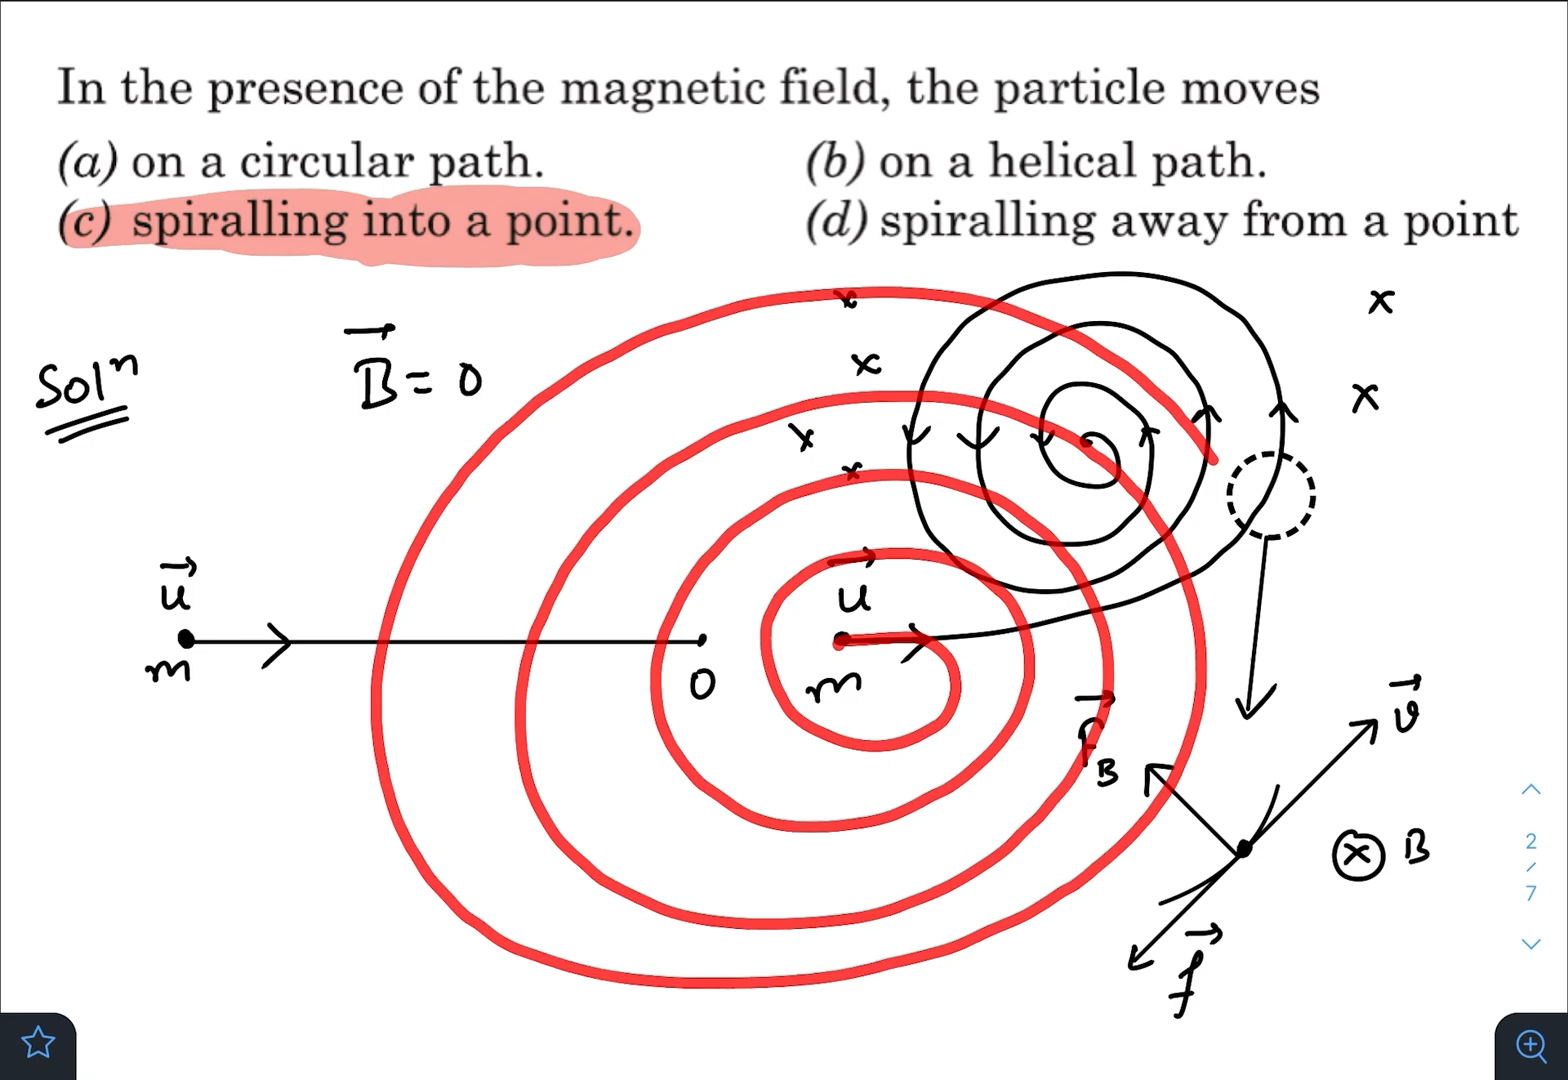 In the presence of the magnetic field, the particle moves
(a) on a circular path.
(b) on a helical path.
(c) spiralling into a point.
(d) spiralling away from a point
Solⁿ
B = 0
x
x
x
x
x
x
u
m
O
u
m
F_B
v
x B
f
2
/
7